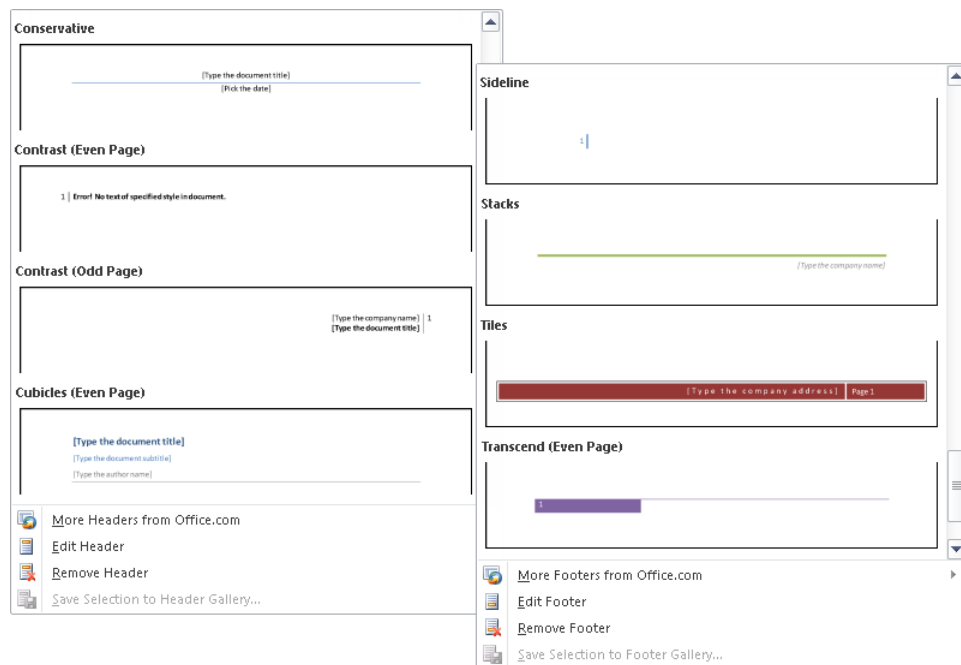 Conservative
[Type the document title]
[Pick the date]
Contrast (Even Page)
1 Error! No text of specified style in document.
Contrast (Odd Page)
[Type the company name] 1
[Type the document title]
Cubicles (Even Page)
[Type the document title]
[Type the document subtitle]
[Type the author name]
More Headers from Office.com
Edit Header
Remove Header
Save Selection to Header Gallery...
Sideline
1
Stacks
[Type the company name]
Tiles
[Type the company address] Page 1
Transcend (Even Page)
1
More Footers from Office.com
Edit Footer
Remove Footer
Save Selection to Footer Gallery...